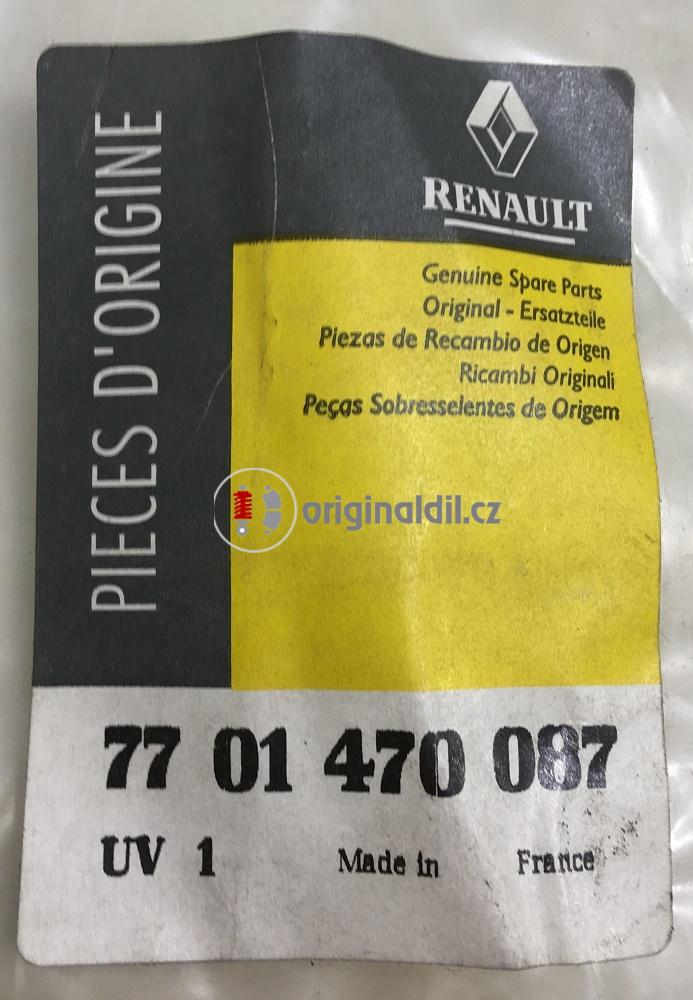 PIECES D'ORIGINE
RENAULT
Genuine Spare Parts
Original - Ersatzteile
Piezas de Recambio de Origen
Ricambi Originali
Peças Sobresselentes de Origem
originaldil.cz
77 01 470 087
UV 1 Made in France